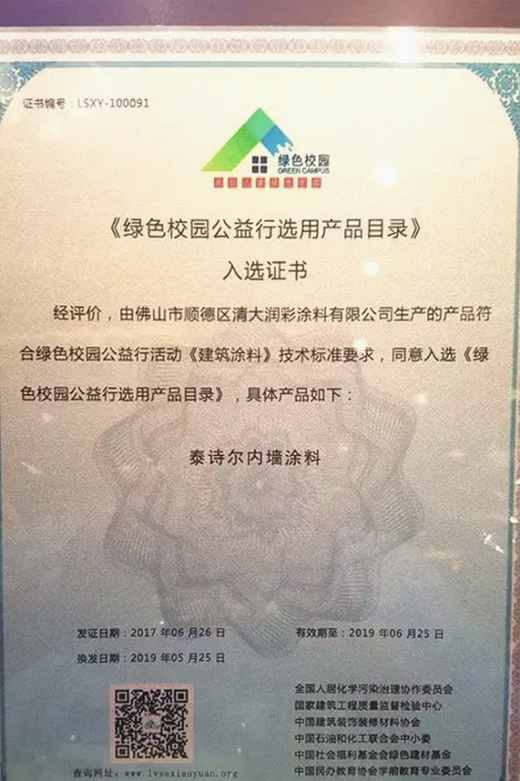 证书编号：LSXY-100091
绿色校园
GREEN CAMPUS
《绿色校园公益行选用产品目录》
入选证书
经评价，由佛山市顺德区清大润彩涂料有限公司生产的产品符
合绿色校园公益行活动《建筑涂料》技术标准要求，同意入选《绿
色校园公益行选用产品目录》，具体产品如下：
泰诗尔内墙涂料
发证日期：2017 年 06 月 26 日
有效期至：2019 年 06 月 25 日
换发日期：2019 年 05 月 25 日
全国人居化学污染治理协作委员会
国家建筑工程质量监督检验中心
中国建筑装饰装修材料协会
中国石油和化工联合会中小委
中国社会福利基金会绿色建材基金
中国民办教育协会学前教育专业委员会
查询网址：www.lvsexiaoyuan.org